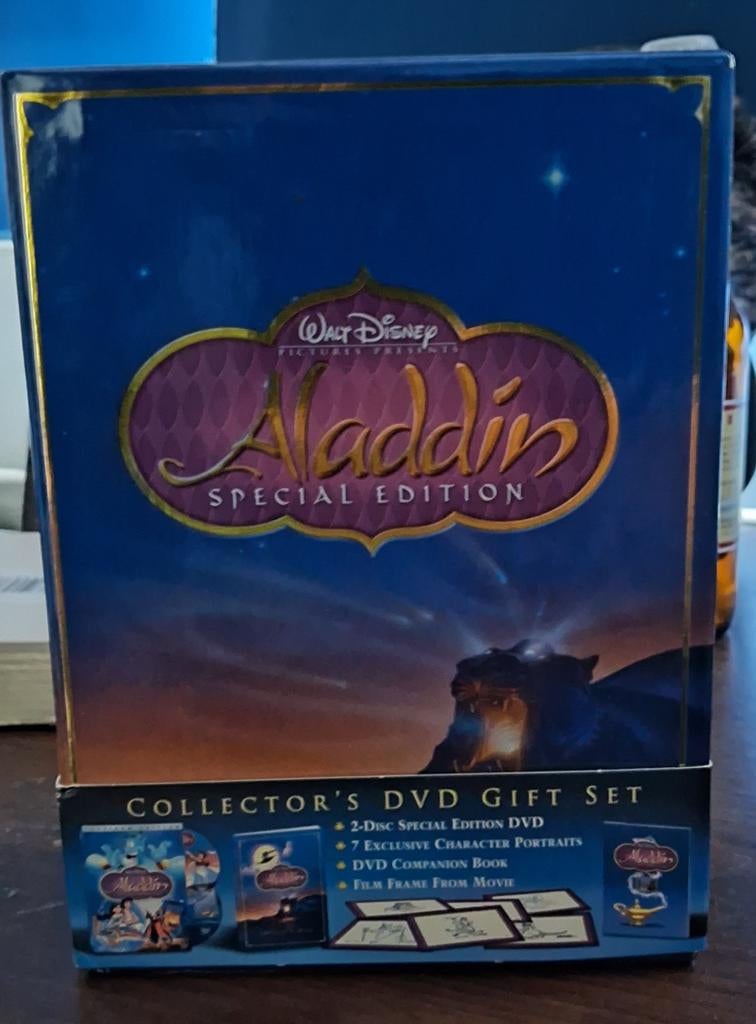 Walt Disney
PICTURES PRESENTS
Aladdin
SPECIAL EDITION
COLLECTOR'S DVD GIFT SET
2-DISC SPECIAL EDITION DVD
7 EXCLUSIVE CHARACTER PORTRAITS
DVD COMPANION BOOK
FILM FRAME FROM MOVIE
Aladdin
Aladdin
Aladdin